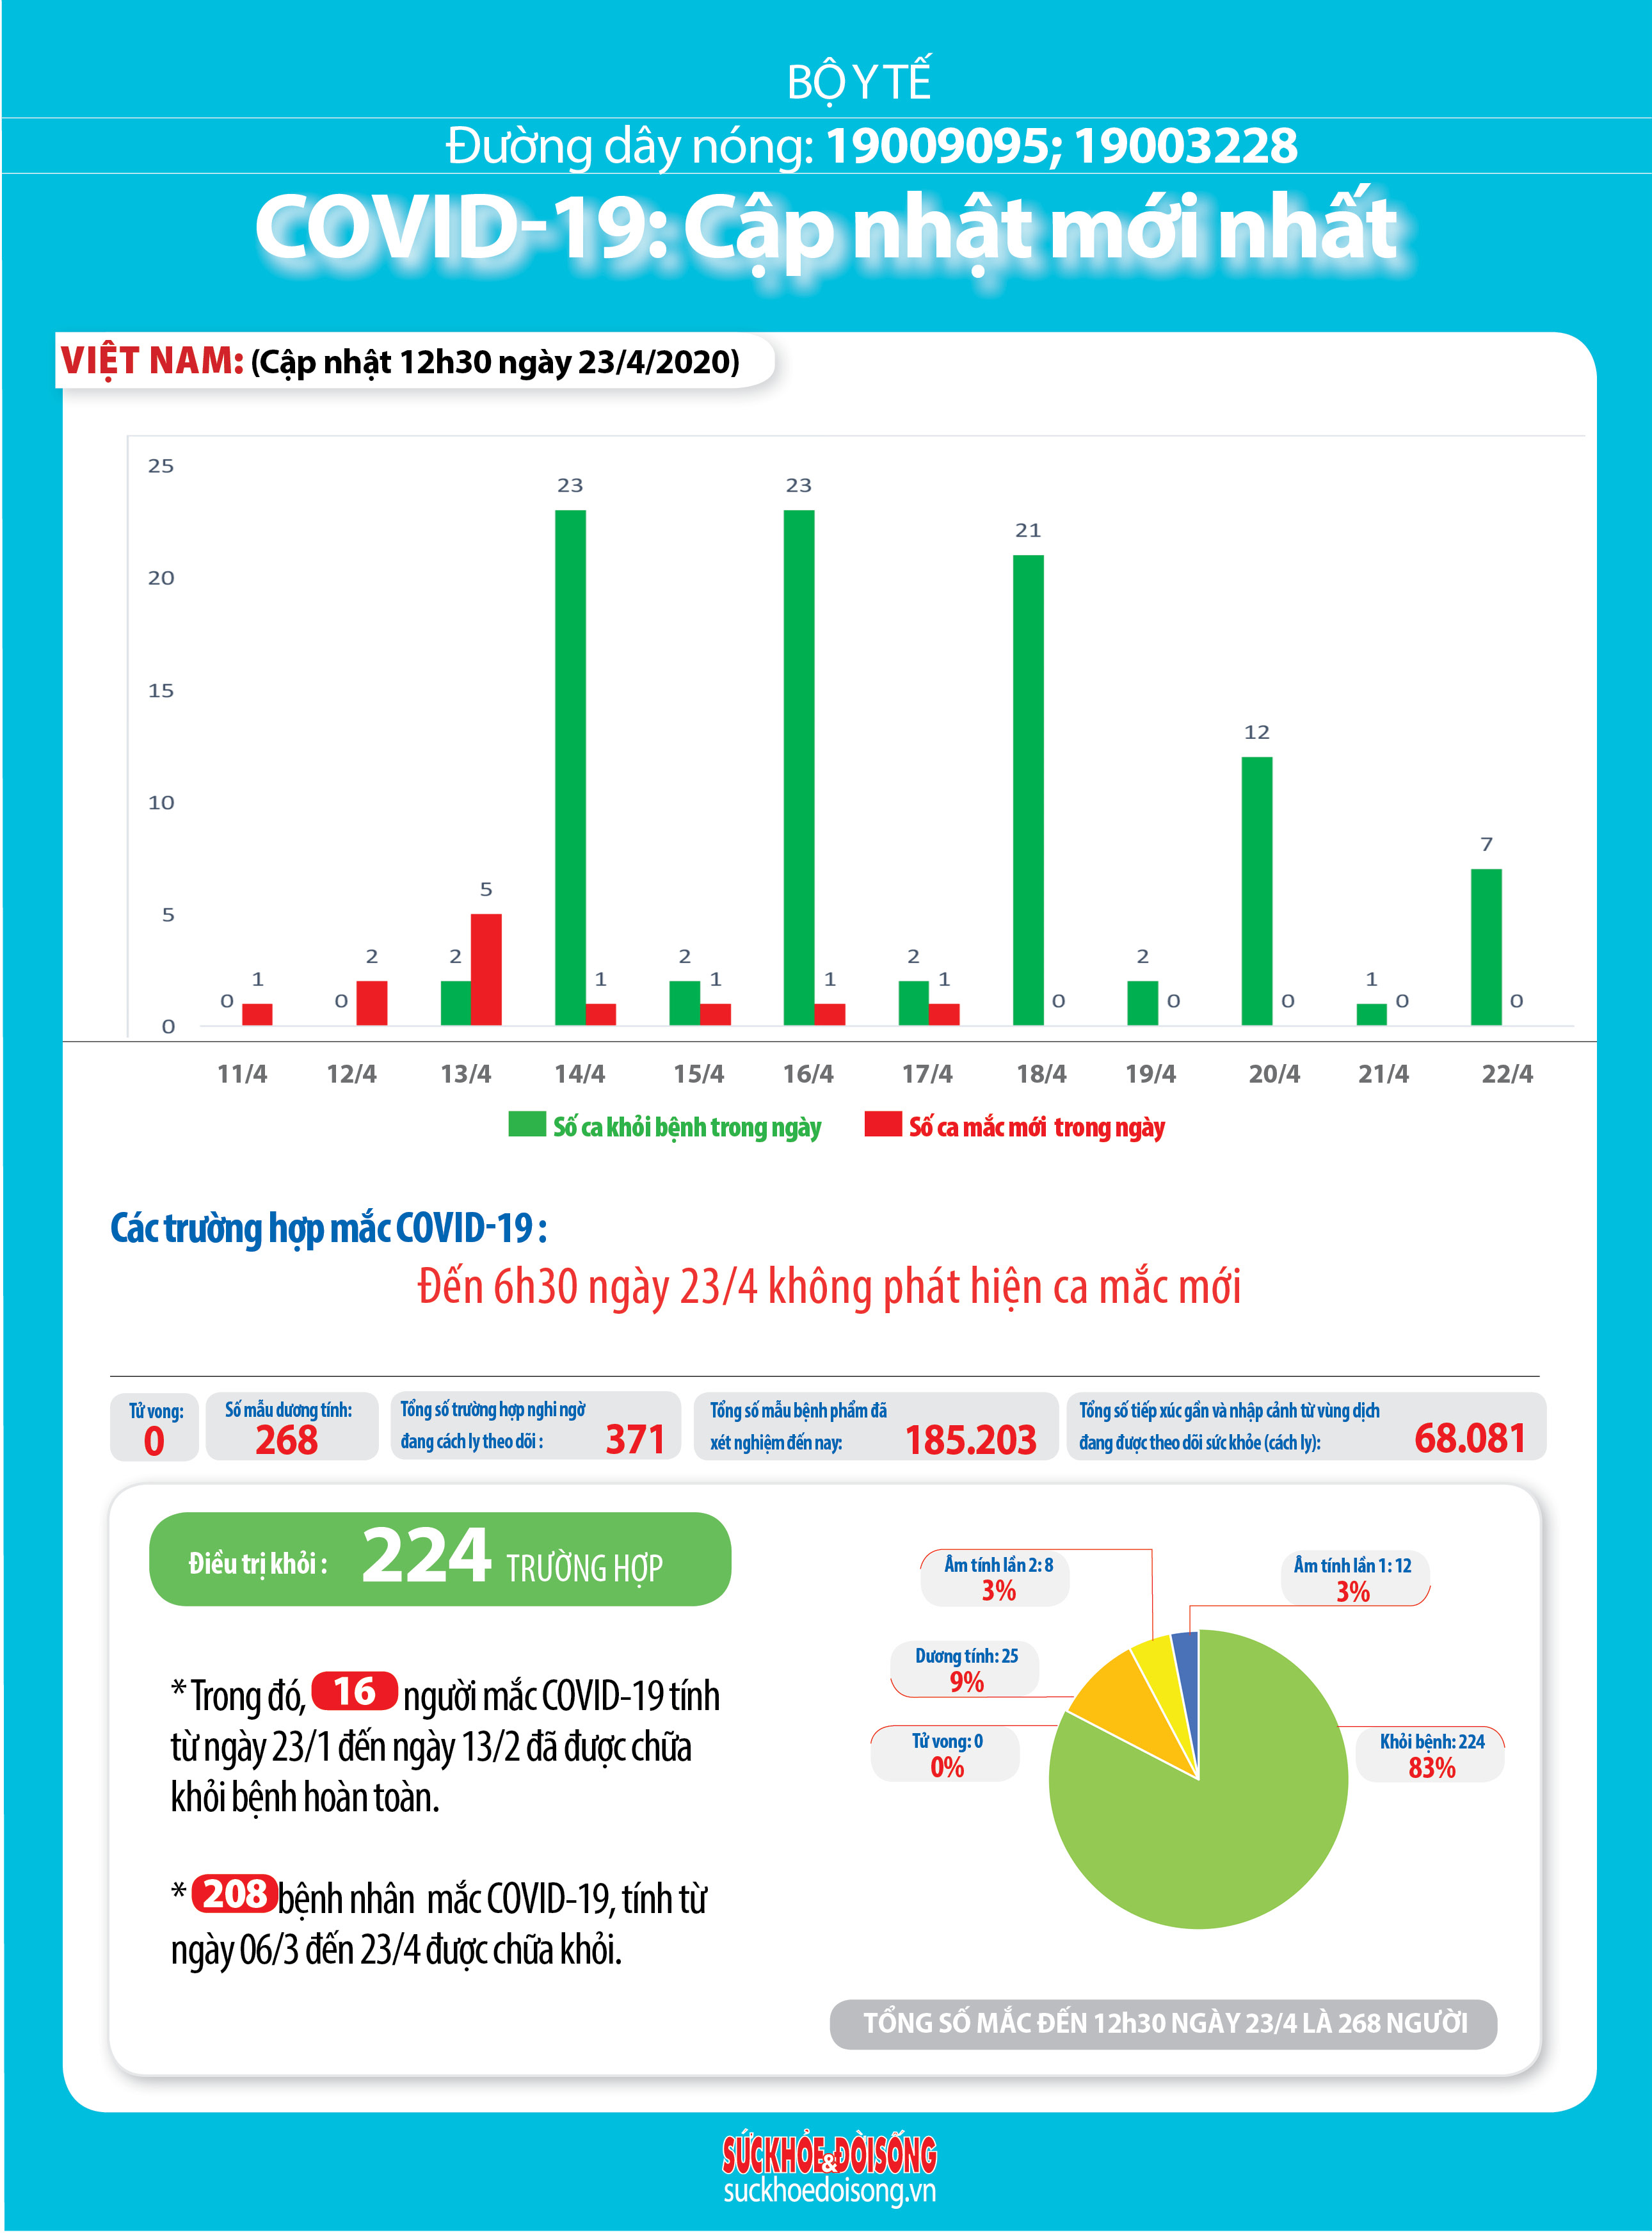 BỘ Y TẾ
Đường dây nóng: 19009095; 19003228
COVID-19: Cập nhật mới nhất
VIỆT NAM: (Cập nhật 12h30 ngày 23/4/2020)
25
20
15
10
5
0
0 1
0 2
2 5
23 1
2 1
23 1
2 1
21 0
2 0
12 0
1 0
7 0
11/4 12/4 13/4 14/4 15/4 16/4 17/4 18/4 19/4 20/4 21/4 22/4
Số ca khỏi bệnh trong ngày Số ca mắc mới trong ngày
Các trường hợp mắc COVID-19 :
Đến 6h30 ngày 23/4 không phát hiện ca mắc mới
Tử vong:
0
Số mẫu dương tính:
268
Tổng số trường hợp nghi ngờ
đang cách ly theo dõi : 371
Tổng số mẫu bệnh phẩm đã
xét nghiệm đến nay: 185.203
Tổng số tiếp xúc gần và nhập cảnh từ vùng dịch
đang được theo dõi sức khỏe (cách ly): 68.081
Điều trị khỏi : 224 TRƯỜNG HỢP
* Trong đó, 16 người mắc COVID-19 tính
từ ngày 23/1 đến ngày 13/2 đã được chữa
khỏi bệnh hoàn toàn.
* 208 bệnh nhân mắc COVID-19, tính từ
ngày 06/3 đến 23/4 được chữa khỏi.
Âm tính lần 2: 8
3%
Âm tính lần 1: 12
3%
Dương tính: 25
9%
Tử vong: 0
0%
Khỏi bệnh: 224
83%
TỔNG SỐ MẮC ĐẾN 12h30 NGÀY 23/4 LÀ 268 NGƯỜI
SỨC KHỎE & ĐỜI SỐNG
suckhoedoisong.vn